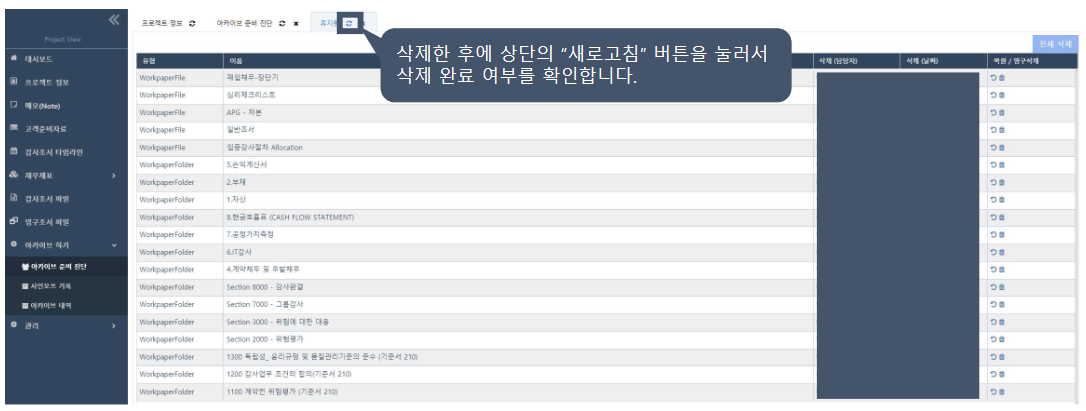 Project View
대시보드
프로젝트 정보
메모(Note)
고객준비자료
감사조서 타임라인
재무제표
감사조서 파일
영구조서 파일
아카이브 하기
아카이브 준비 진단
사인오프 기록
아카이브 내역
관리
프로젝트 정보
아카이브 준비 진단
삭제한 후에 상단의 “새로고침” 버튼을 눌러서
삭제 완료 여부를 확인합니다.
전체 삭제
유형 이름 삭제 (담당자) 삭제 (날짜) 복원 / 영구삭제
WorkpaperFile 매입채무-장단기
WorkpaperFile 심리체크리스트
WorkpaperFile APG - 자본
WorkpaperFile 일반조서
WorkpaperFile 입증감사절차 Allocation
WorkpaperFolder 5.손익계산서
WorkpaperFolder 2.부채
WorkpaperFolder 1.자산
WorkpaperFolder 8.현금흐름표 (CASH FLOW STATEMENT)
WorkpaperFolder 7.공정가치측정
WorkpaperFolder 6.IT감사
WorkpaperFolder 4.계약채무 및 우발채무
WorkpaperFolder Section 8000 - 감사완결
WorkpaperFolder Section 7000 - 그룹감사
WorkpaperFolder Section 3000 - 위험에 대한 대응
WorkpaperFolder Section 2000 - 위험평가
WorkpaperFolder 1300 독립성_ 윤리규정 및 품질관리기준의 준수 (기준서 210)
WorkpaperFolder 1200 감사업무 조건의 합의(기준서 210)
WorkpaperFolder 1100 계약전 위험평가 (기준서 210)